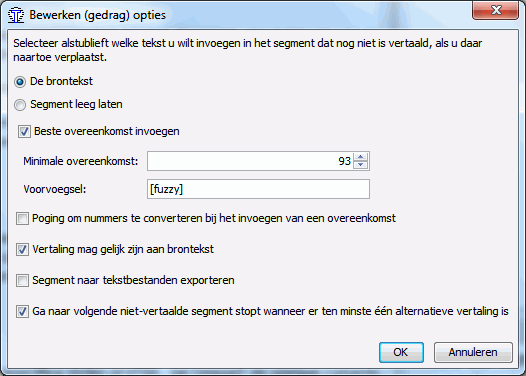 Bewerken (gedrag) opties
Selecteer alstublieft welke tekst u wilt invoegen in het segment dat nog niet is vertaald, als u daar
naartoe verplaatst.
De brontekst
Segment leeg laten
Beste overeenkomst invoegen
Minimale overeenkomst: 93
Voorvoegsel: [fuzzy]
Poging om nummers te converteren bij het invoegen van een overeenkomst
Vertaling mag gelijk zijn aan brontekst
Segment naar tekstbestanden exporteren
Ga naar volgende niet-vertaalde segment stopt wanneer er ten minste één alternatieve vertaling is
OK Annuleren